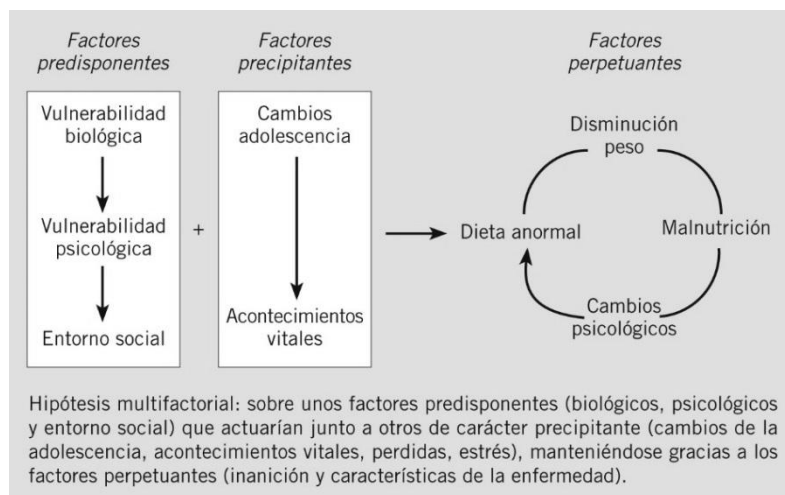 Factores
predisponentes
Factores
precipitantes
Factores
perpetuantes
Vulnerabilidad
biológica
Vulnerabilidad
psicológica
Entorno social
+
Cambios
adolescencia
Acontecimientos
vitales
Disminución
peso
Dieta anormal
Malnutrición
Cambios
psicológicos
Hipótesis multifactorial: sobre unos factores predisponentes (biológicos, psicológicos
y entorno social) que actuarían junto a otros de carácter precipitante (cambios de la
adolescencia, acontecimientos vitales, perdidas, estrés), manteniéndose gracias a los
factores perpetuantes (inanición y características de la enfermedad).